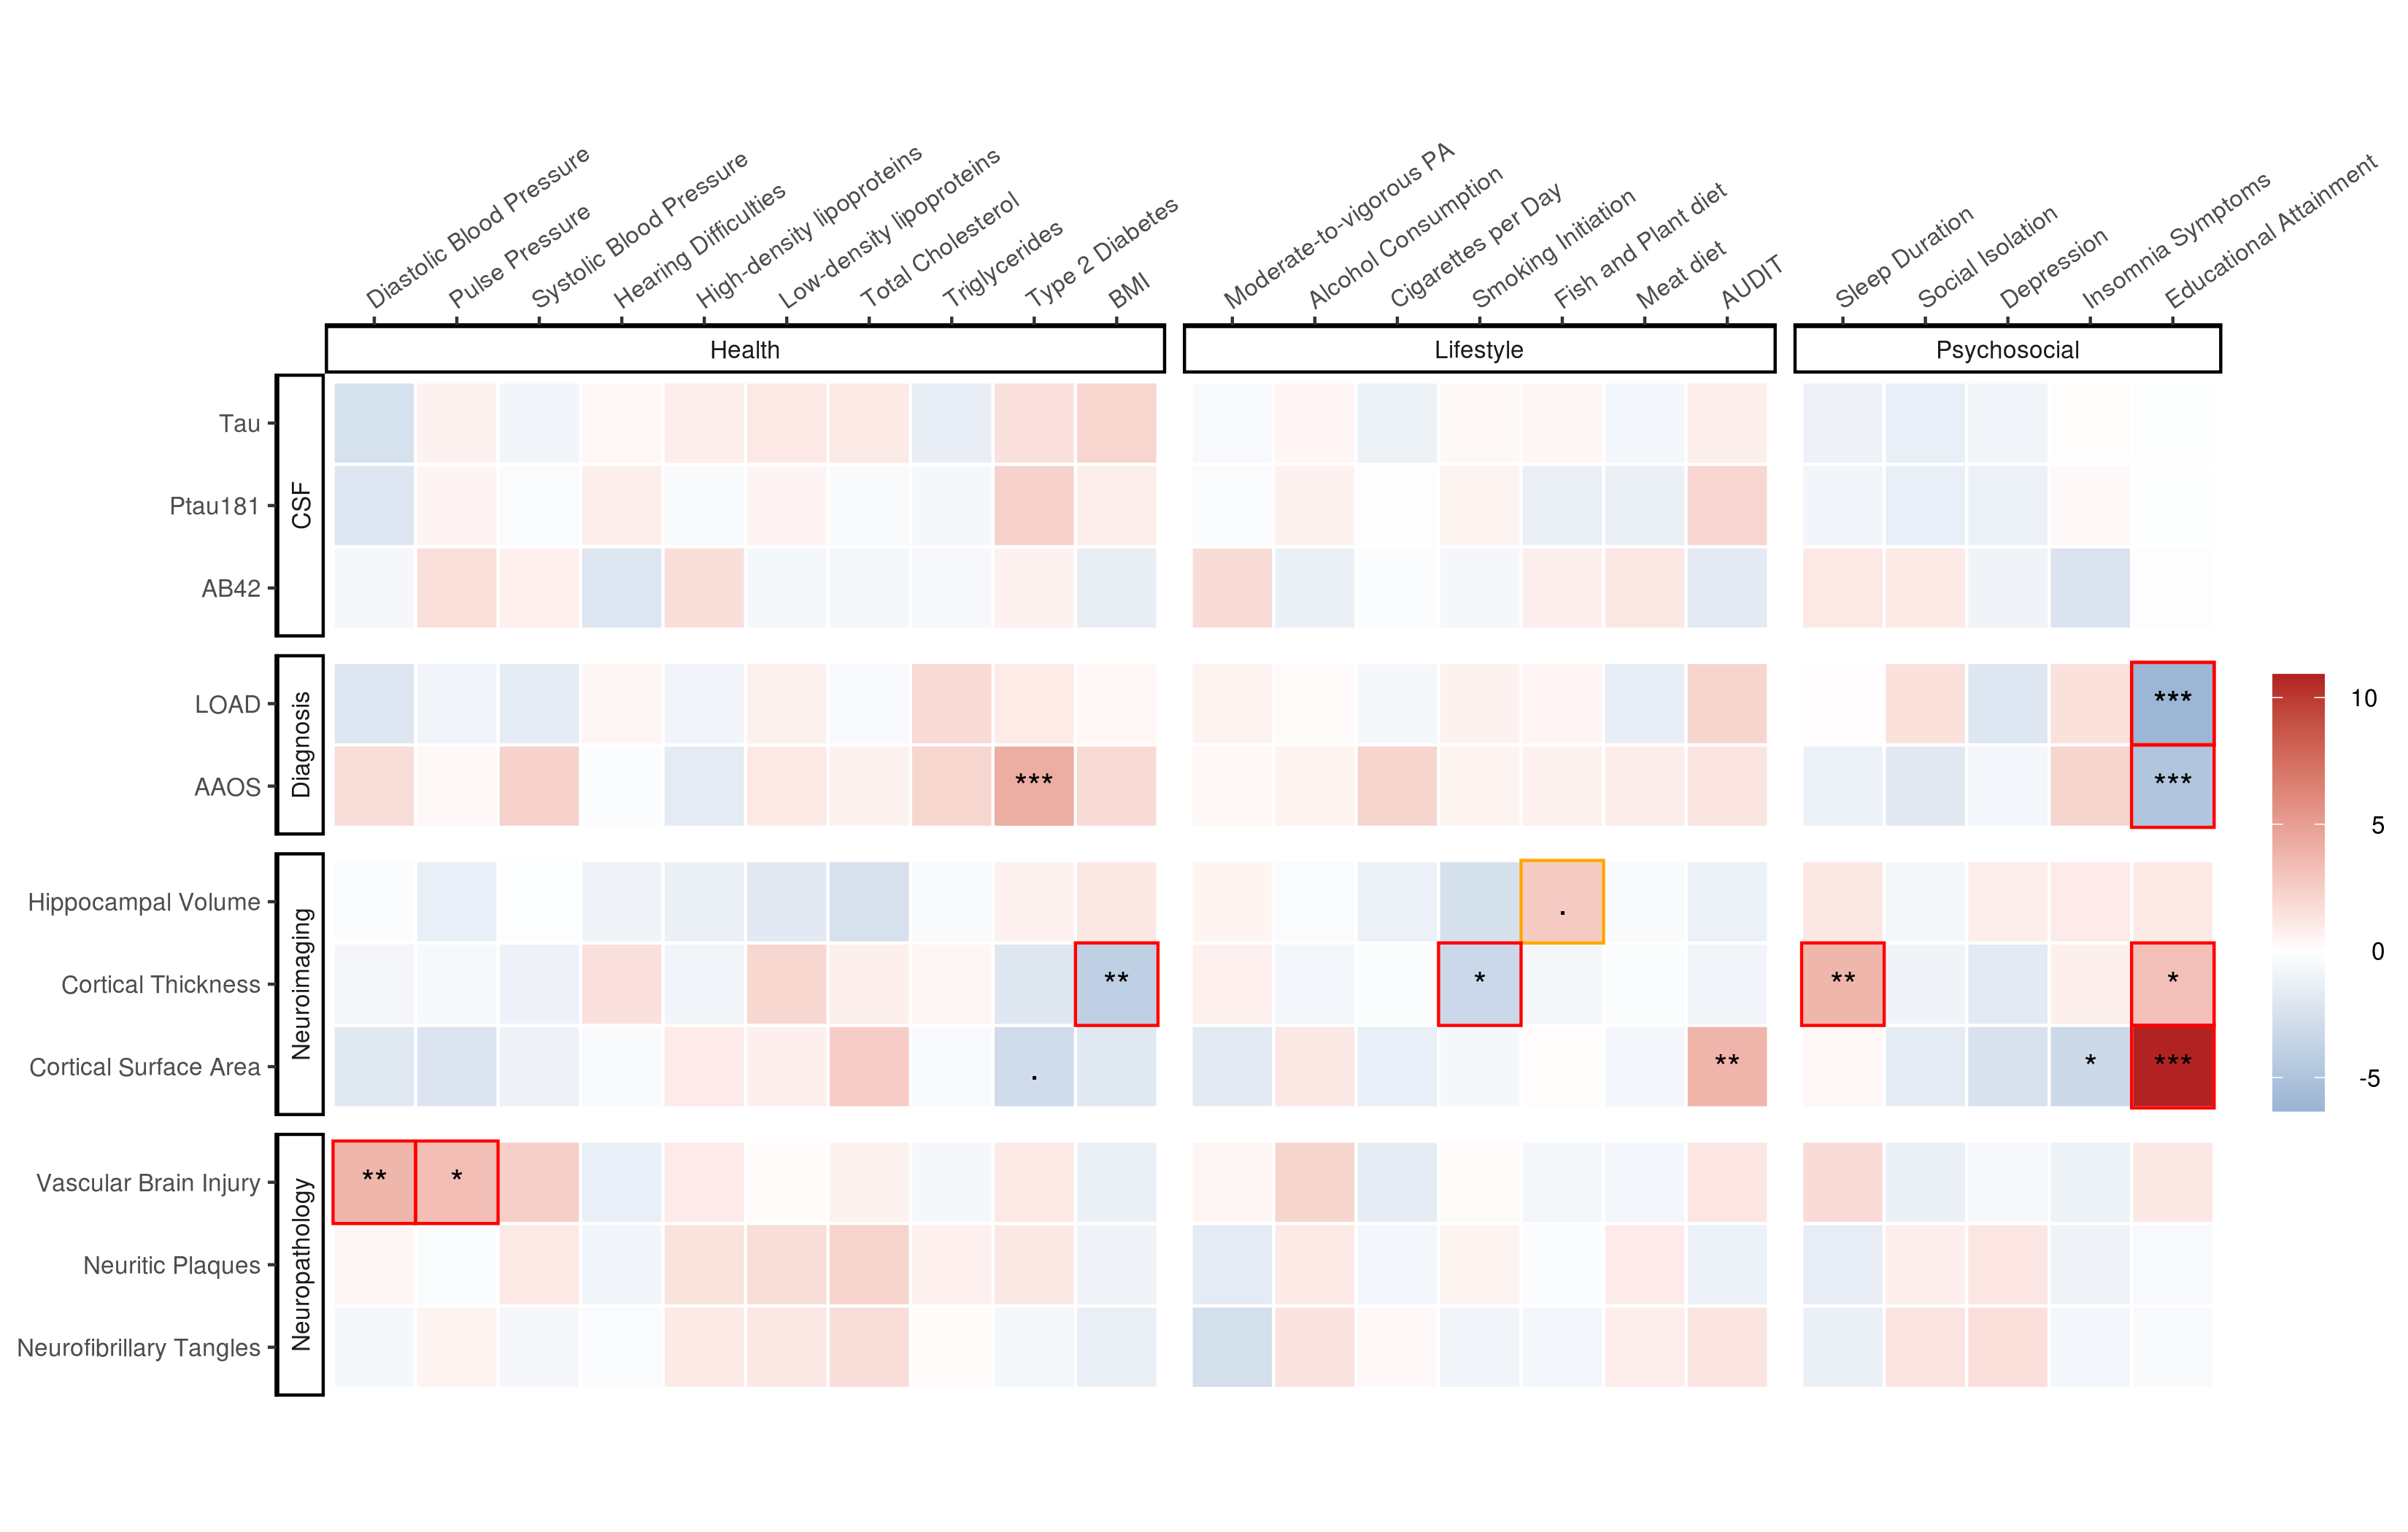 Diastolic Blood Pressure
Pulse Pressure
Systolic Blood Pressure
Hearing Difficulties
High-density lipoproteins
Low-density lipoproteins
Total Cholesterol
Triglycerides
Type 2 Diabetes
BMI
Moderate-to-vigorous PA
Alcohol Consumption
Cigarettes per Day
Smoking Initiation
Fish and Plant diet
Meat diet
AUDIT
Sleep Duration
Social Isolation
Depression
Insomnia Symptoms
Educational Attainment
Health
Lifestyle
Psychosocial
CSF
Tau
Ptau181
AB42
Diagnosis
LOAD
***
AAOS
***
***
Neuroimaging
Hippocampal Volume
.
Cortical Thickness
**
*
**
*
Cortical Surface Area
.
**
*
***
Neuropathology
Vascular Brain Injury
**
*
Neuritic Plaques
Neurofibrillary Tangles
10
5
0
-5